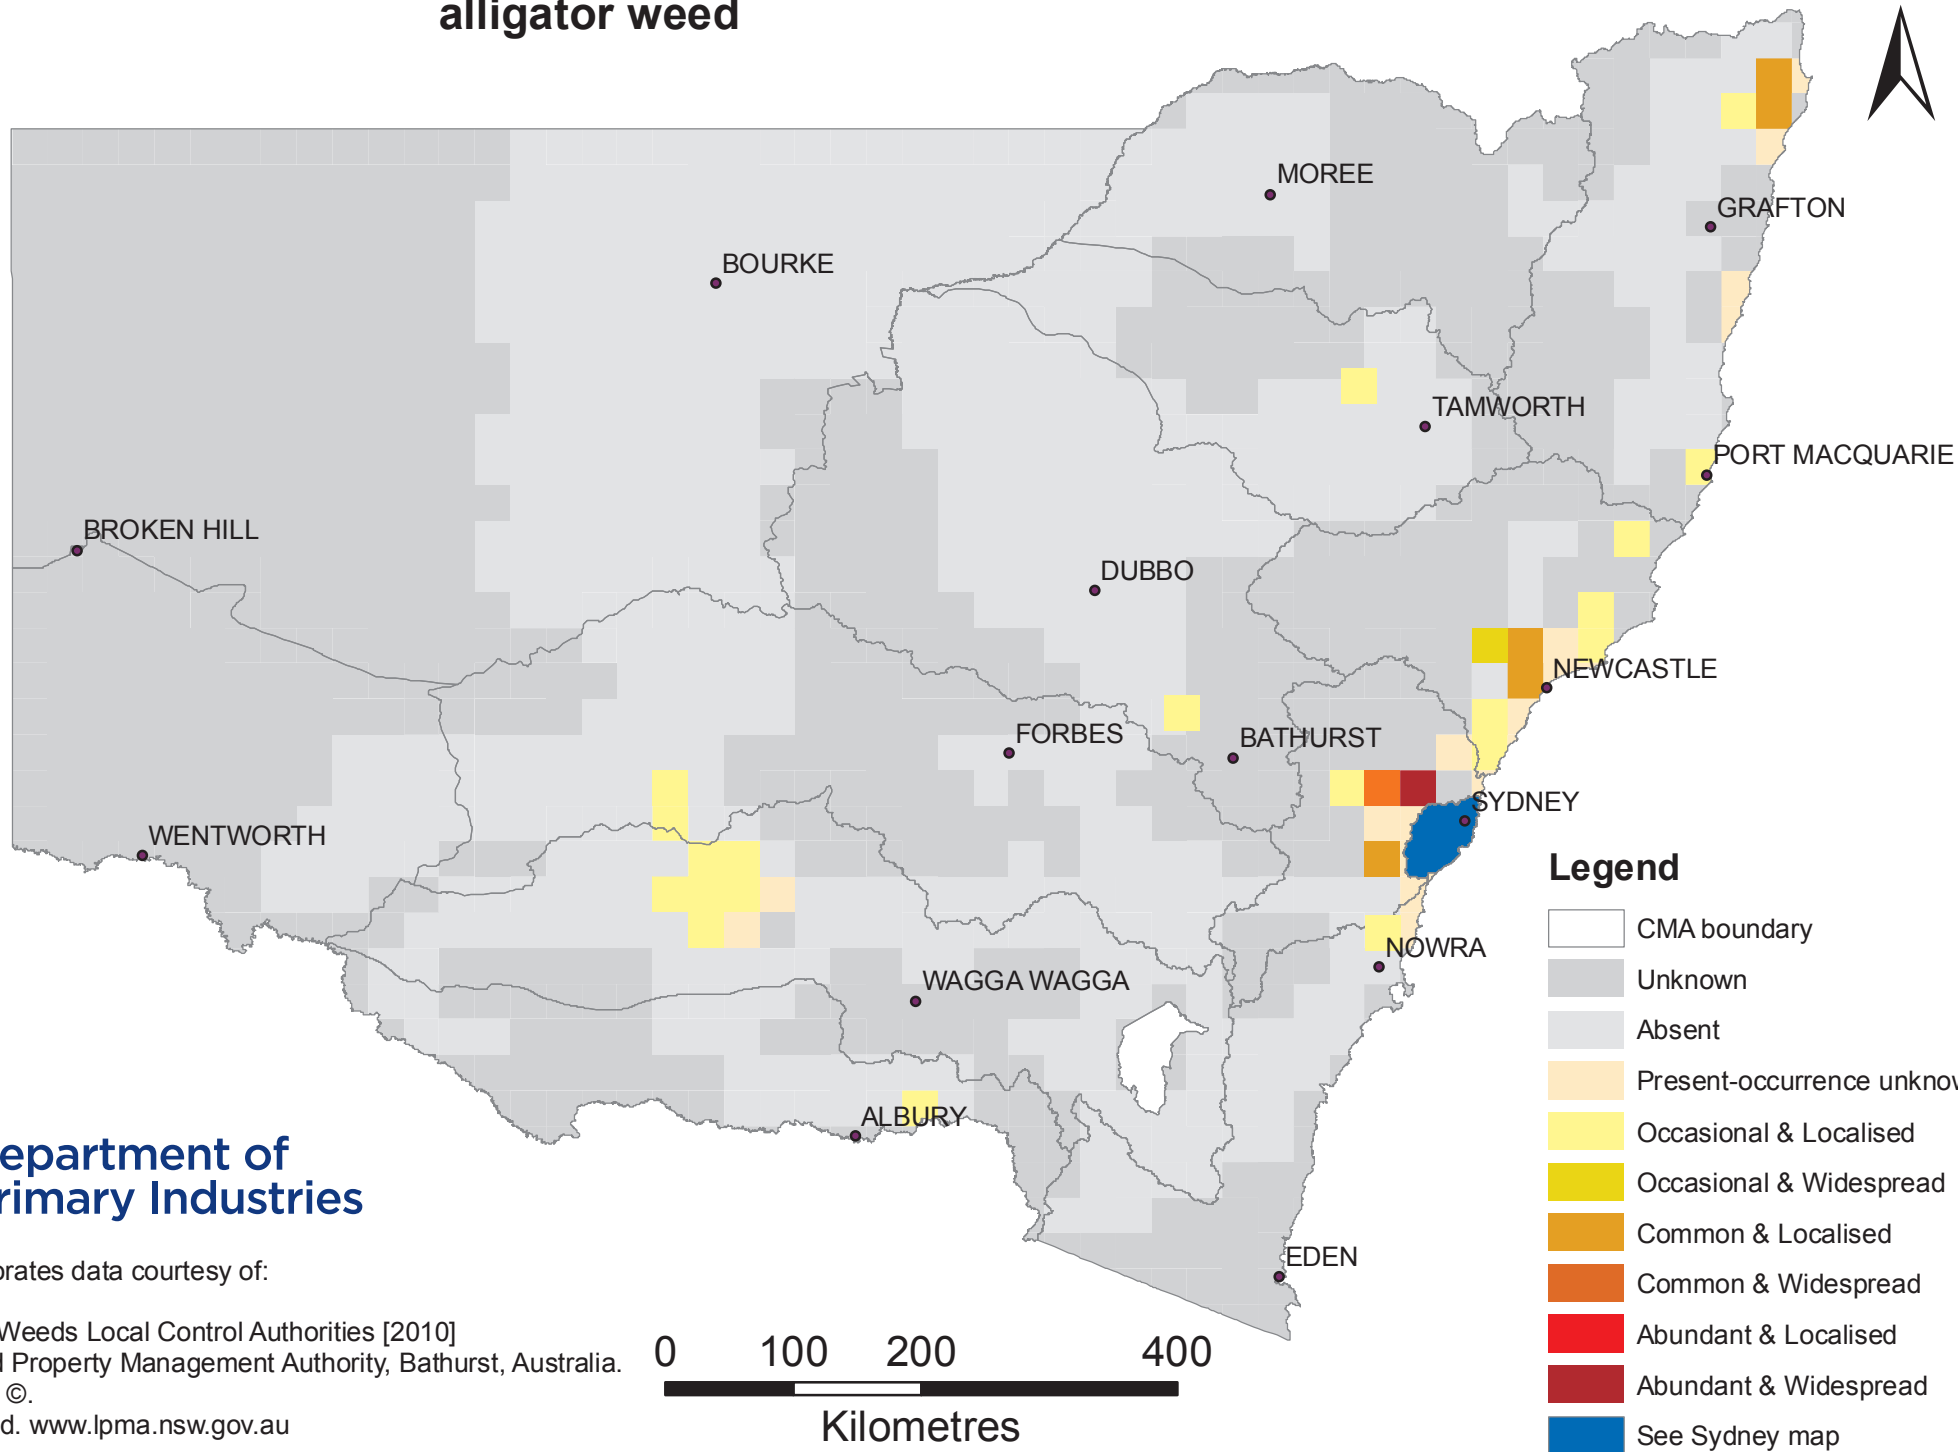 alligator weed
MOREE
GRAFTON
BOURKE
TAMWORTH
PORT MACQUARIE
BROKEN HILL
DUBBO
NEWCASTLE
FORBES
BATHURST
SYDNEY
WENTWORTH
NOWRA
WAGGA WAGGA
ALBURY
EDEN
Legend
CMA boundary
Unknown
Absent
Present-occurrence unknow
Occasional & Localised
Occasional & Widespread
Common & Localised
Common & Widespread
Abundant & Localised
Abundant & Widespread
See Sydney map
epartment of
rimary Industries
orates data courtesy of:
Weeds Local Control Authorities [2010]
d Property Management Authority, Bathurst, Australia.
©.
d. www.lpma.nsw.gov.au
0 100 200 400
Kilometres